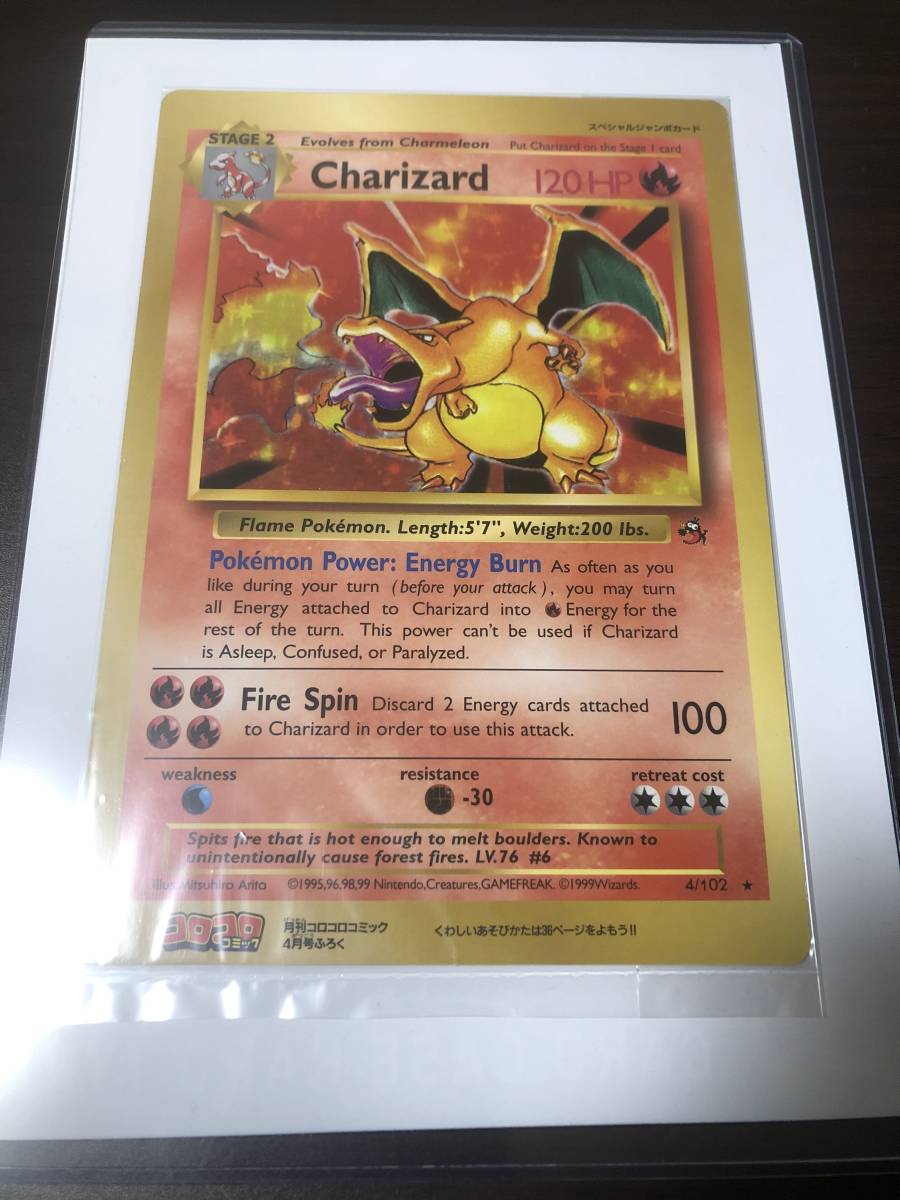 スペシャルジャンボカード
STAGE 2
Evolves from Charmeleon
Put Charizard on the Stage 1 card
Charizard
120 HP
Flame Pokémon. Length:5'7", Weight:200 lbs.
Pokémon Power: Energy Burn As often as you
like during your turn (before your attack), you may turn
all Energy attached to Charizard into Energy for the
rest of the turn. This power can't be used if Charizard
is Asleep, Confused, or Paralyzed.
Fire Spin Discard 2 Energy cards attached
to Charizard in order to use this attack.
100
weakness
resistance
retreat cost
-30
Spits fire that is hot enough to melt boulders. Known to
unintentionally cause forest fires. LV.76 #6
Illus. Mitsuhiro Arita
©1995,96,98,99 Nintendo,Creatures,GAMEFREAK. ©1999Wizards.
4/102 ★
コロコロ
コミック
月刊コロコロコミック
4月号ふろく
くわしいあそびかたは36ページをよもう!!